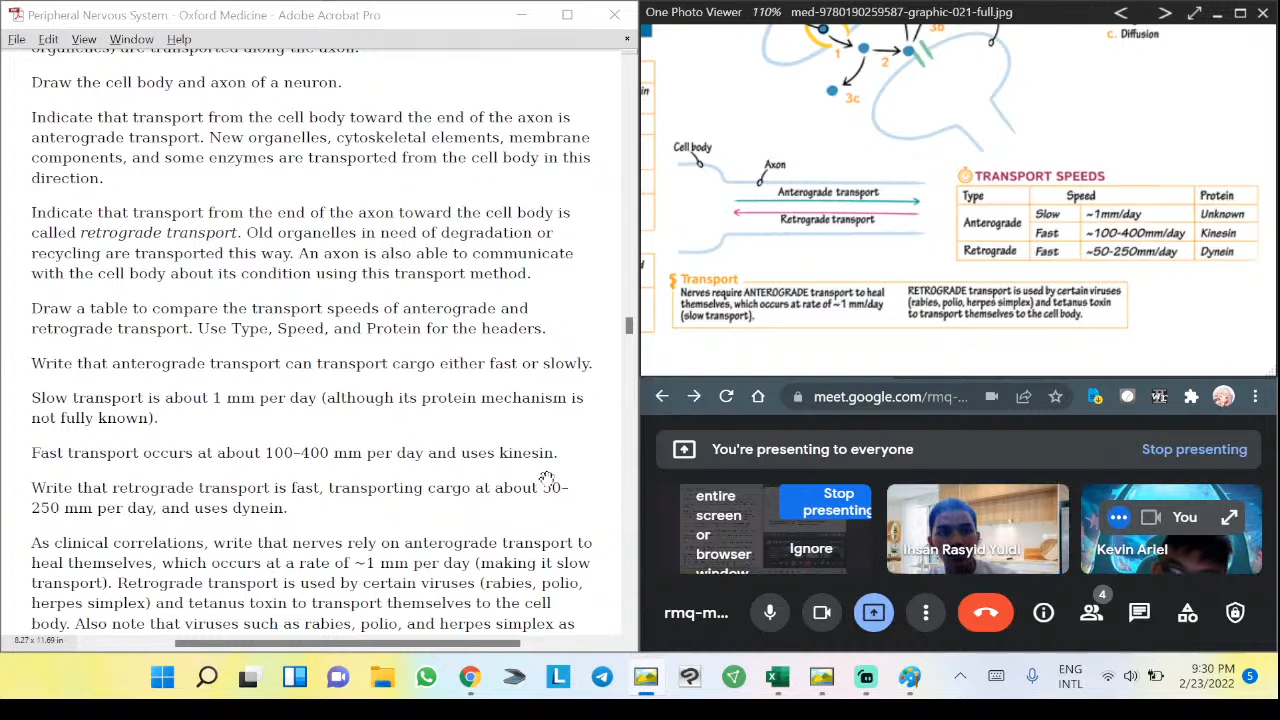 Peripheral Nervous System - Oxford Medicine - Adobe Acrobat Pro
File Edit View Window Help
organelles) are transported along the axon.
Draw the cell body and axon of a neuron.
Indicate that transport from the cell body toward the end of the axon is
anterograde transport. New organelles, cytoskeletal elements, membrane
components, and some enzymes are transported from the cell body in this
direction.
Indicate that transport from the end of the axon toward the cell body is
called retrograde transport. Old organelles in need of degradation or
recycling are transported this way. An axon is also able to communicate
with the cell body about its condition using this transport method.
Draw a table to compare the transport speeds of anterograde and
retrograde transport. Use Type, Speed, and Protein for the headers.
Write that anterograde transport can transport cargo either fast or slowly.
Slow transport is about 1 mm per day (although its protein mechanism is
not fully known).
Fast transport occurs at about 100–400 mm per day and uses kinesin.
Write that retrograde transport is fast, transporting cargo at about 50–
250 mm per day, and uses dynein.
As clinical correlations, write that nerves rely on anterograde transport to
heal themselves, which occurs at a rate of ~1 mm per day (making it slow
transport). Retrograde transport is used by certain viruses (rabies, polio,
herpes simplex) and tetanus toxin to transport themselves to the cell
body. Also note that viruses such as rabies, polio, and herpes simplex as
8.27 x 11.69 in
One Photo Viewer 110% med-9780190259587-graphic-021-full.jpg
3b
c. Diffusion
1
2
3c
Cell body
Axon
Anterograde transport
Retrograde transport
TRANSPORT SPEEDS
Type Speed Protein
Anterograde Slow ~1mm/day Unknown
Fast ~100-400mm/day Kinesin
Retrograde Fast ~50-250mm/day Dynein
Transport
Nerves require ANTEROGRADE transport to heal
themselves, which occurs at rate of ~1 mm/day
(slow transport).
RETROGRADE transport is used by certain viruses
(rabies, polio, herpes simplex) and tetanus toxin
to transport themselves to the cell body.
meet.google.com/rmq-...
You're presenting to everyone
Stop presenting
entire
screen
or
browser
window
Stop
presenting
Ignore
Ihsan Rasyid Yuldi
You
Kevin Ariel
rmq-m...
4
ENG
INTL
9:30 PM
2/23/2022
5